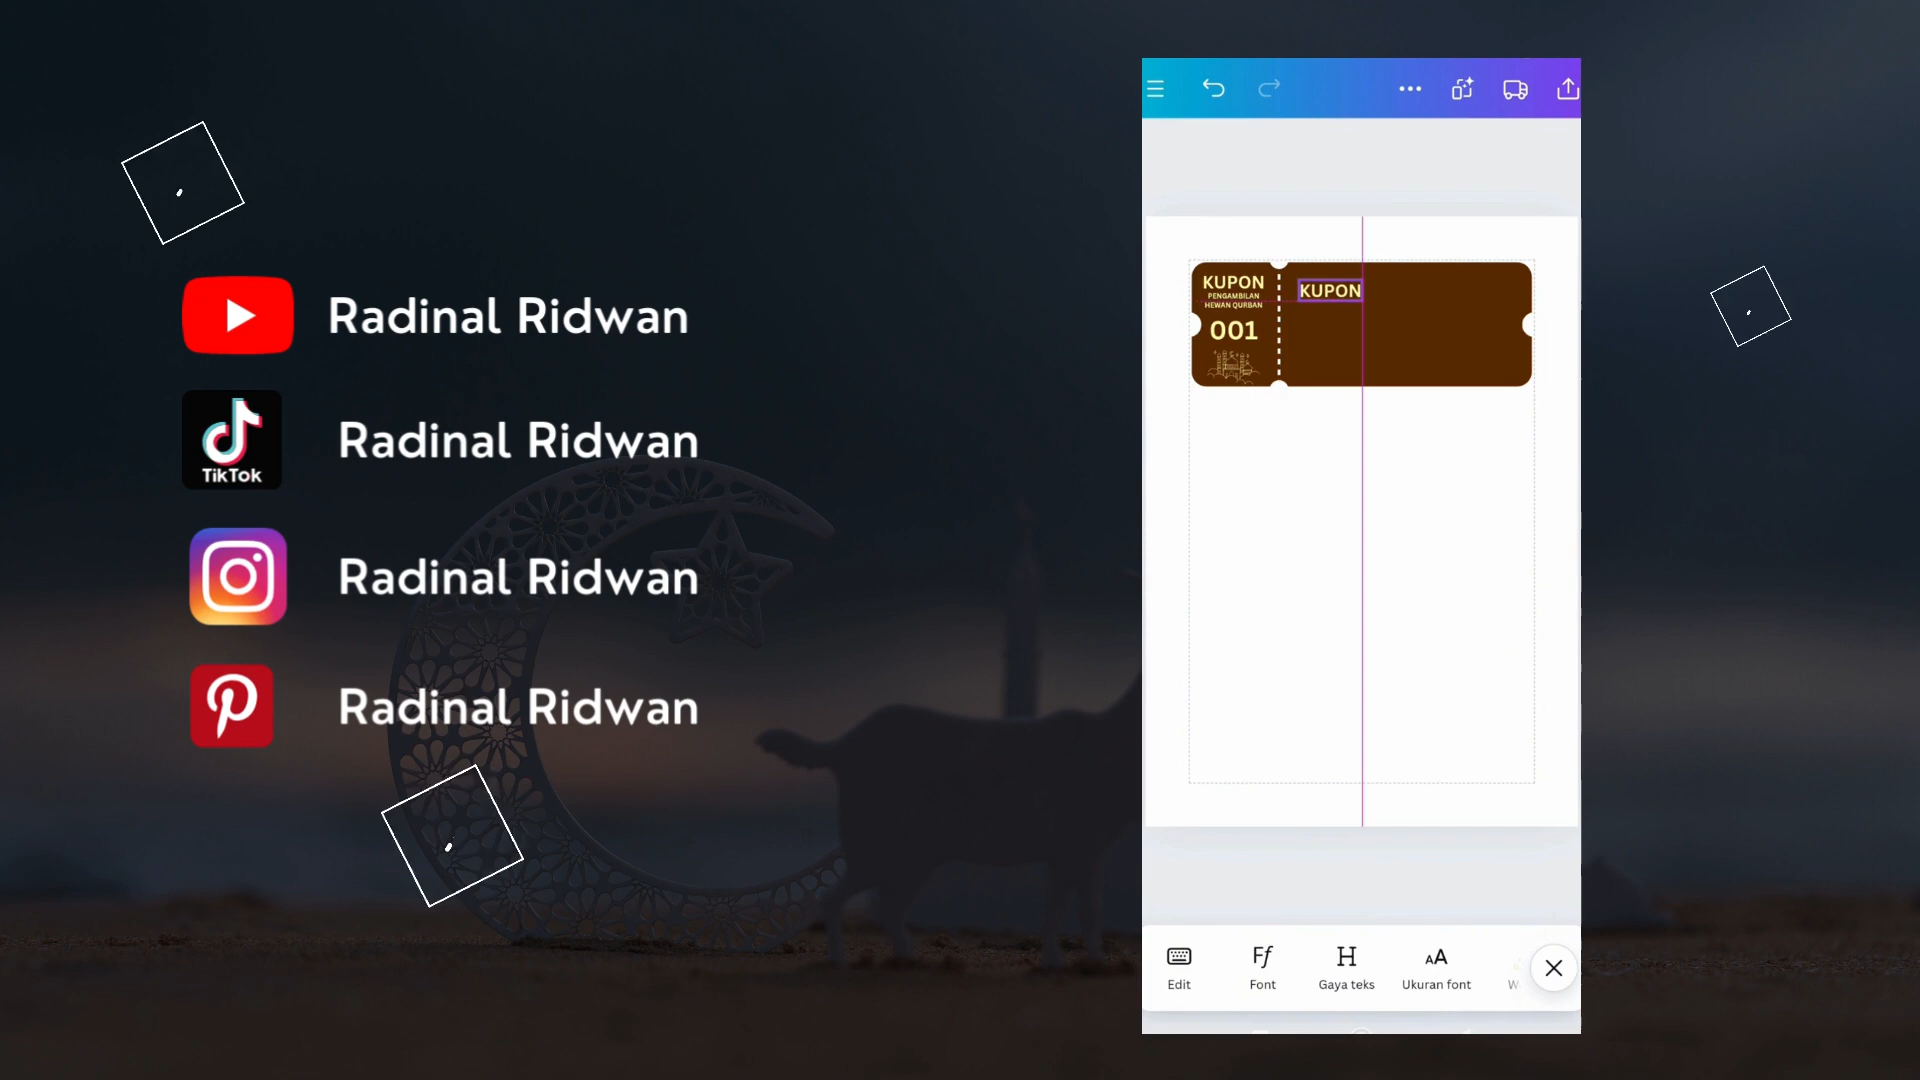 Radinal Ridwan
TikTok
Radinal Ridwan
Radinal Ridwan
Radinal Ridwan
KUPON
PENGAMBILAN
HEWAN QURBAN
001
KUPON
Edit
Font
Gaya teks
Ukuran font